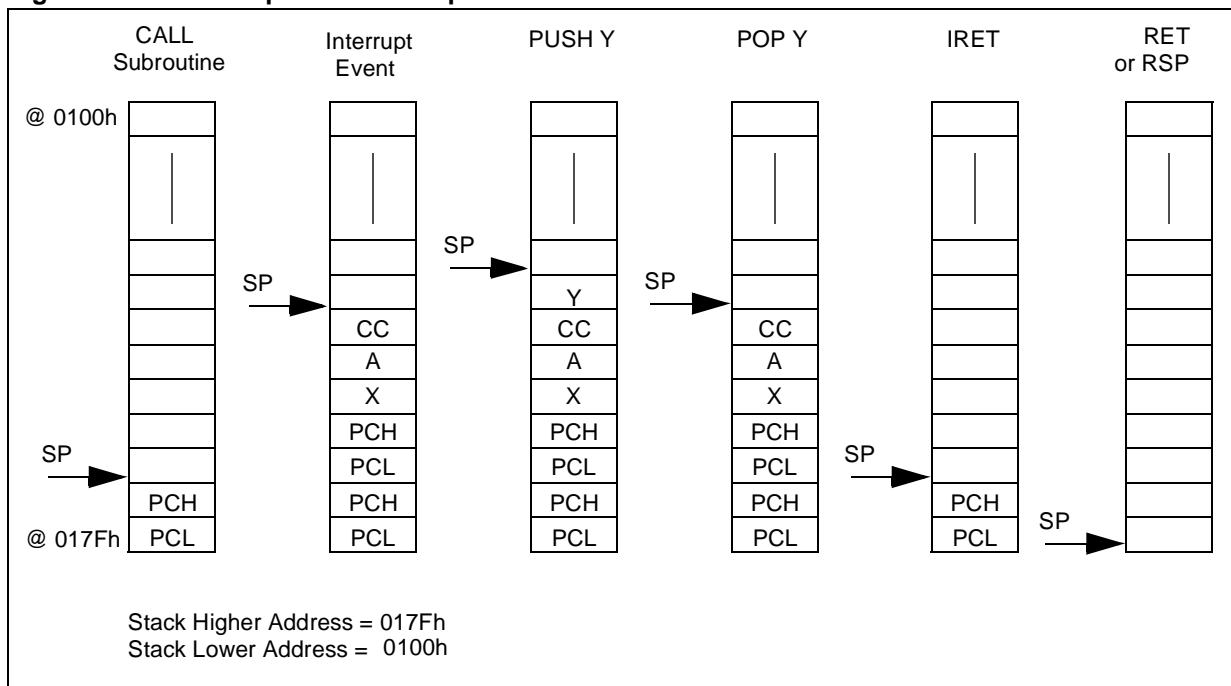 CALL
Subroutine
Interrupt
Event
PUSH Y
POP Y
IRET
RET
or RSP
@ 0100h
SP
SP
SP
Y
CC
CC
CC
A
A
A
X
X
X
PCH
PCH
PCH
SP
PCL
PCL
PCL
SP
PCH
PCH
PCH
PCH
PCH
SP
@ 017Fh
PCL
PCL
PCL
PCL
PCL
Stack Higher Address = 017Fh
Stack Lower Address = 0100h